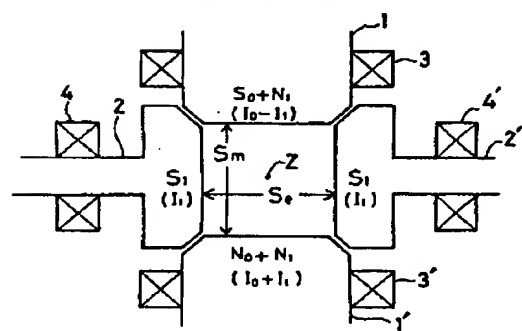 1
3
S₀+N₁
(I₀-I₁)
4
2
4'
2'
Sm
Z
S₁
(I₁)
Se
S₁
(I₁)
N₀+N₁
(I₀+I₁)
3'
1'